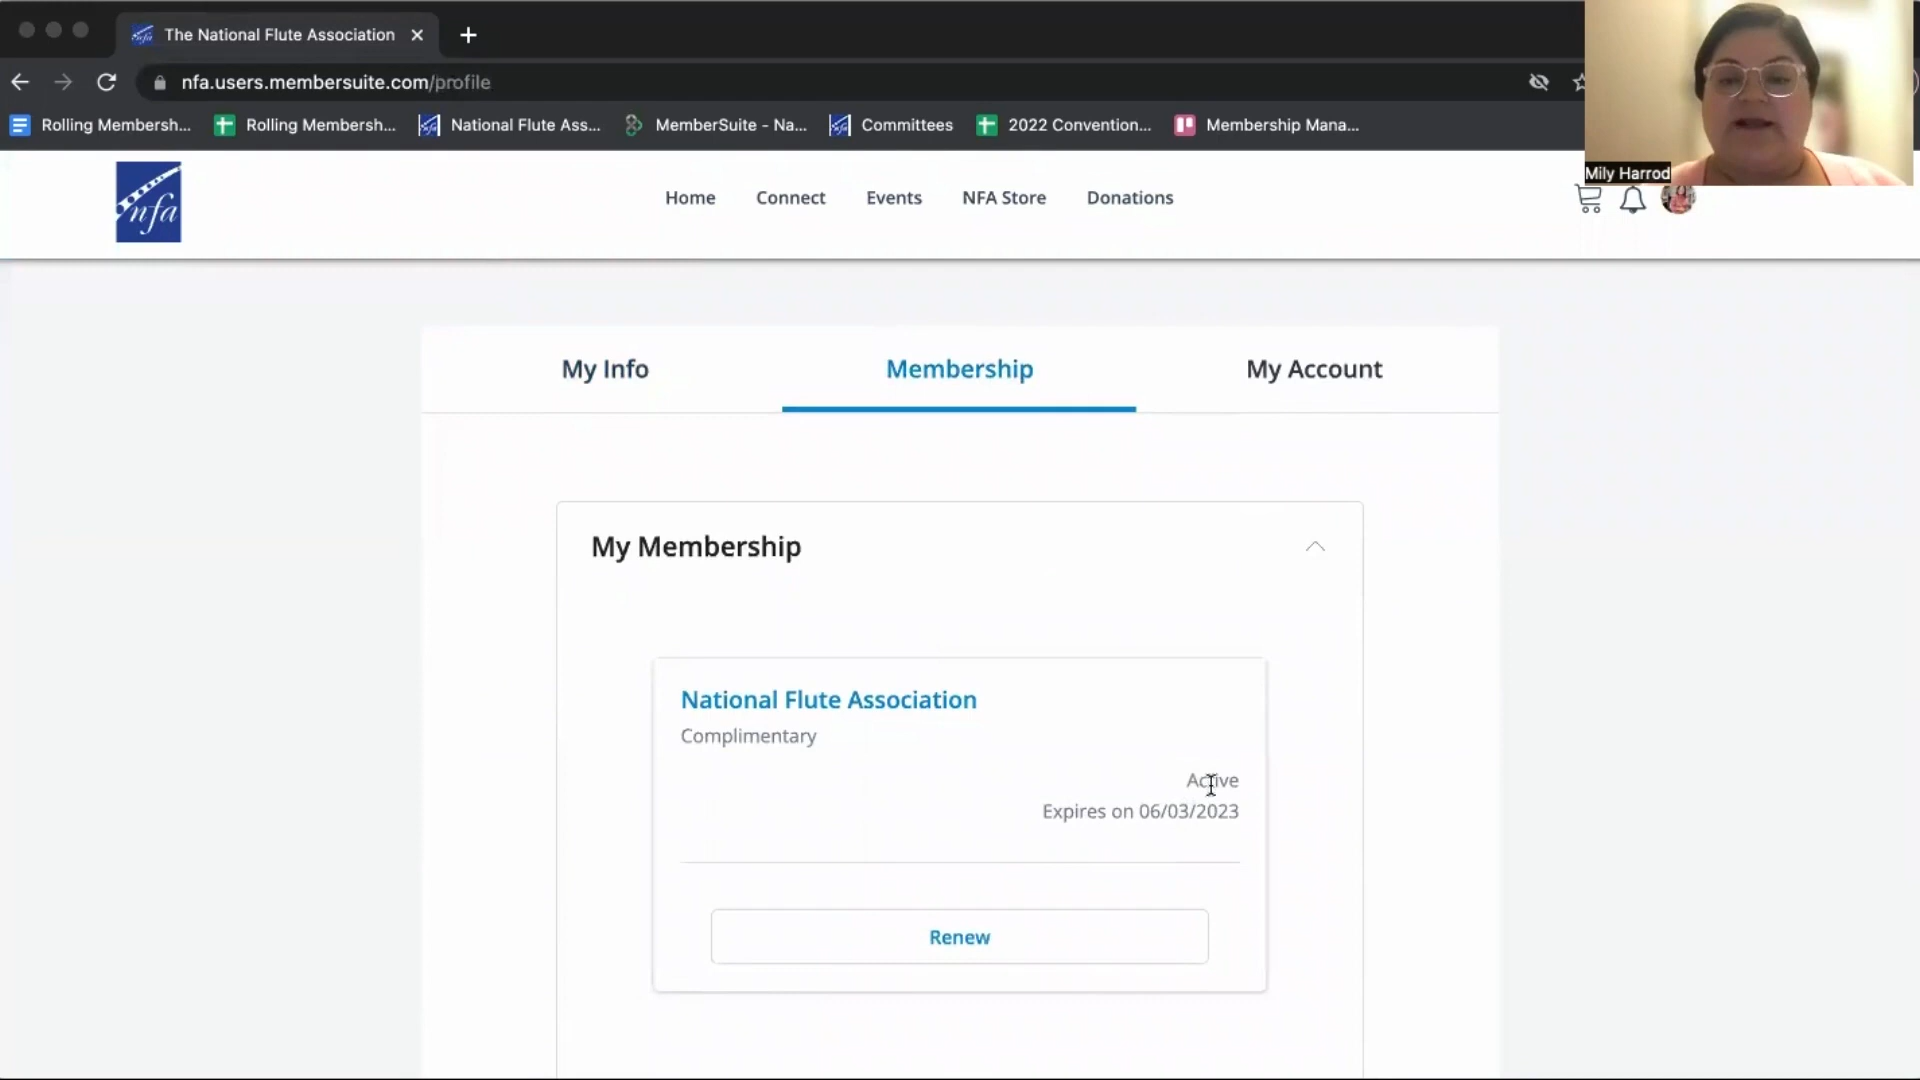 The National Flute Association
nfa.users.membersuite.com/profile
Rolling Membersh...
Rolling Membersh...
National Flute Ass...
MemberSuite - Na...
Committees
2022 Convention...
Membership Mana...
Mily Harrod
nfa
Home
Connect
Events
NFA Store
Donations
My Info
Membership
My Account
My Membership
National Flute Association
Complimentary
Active
Expires on 06/03/2023
Renew